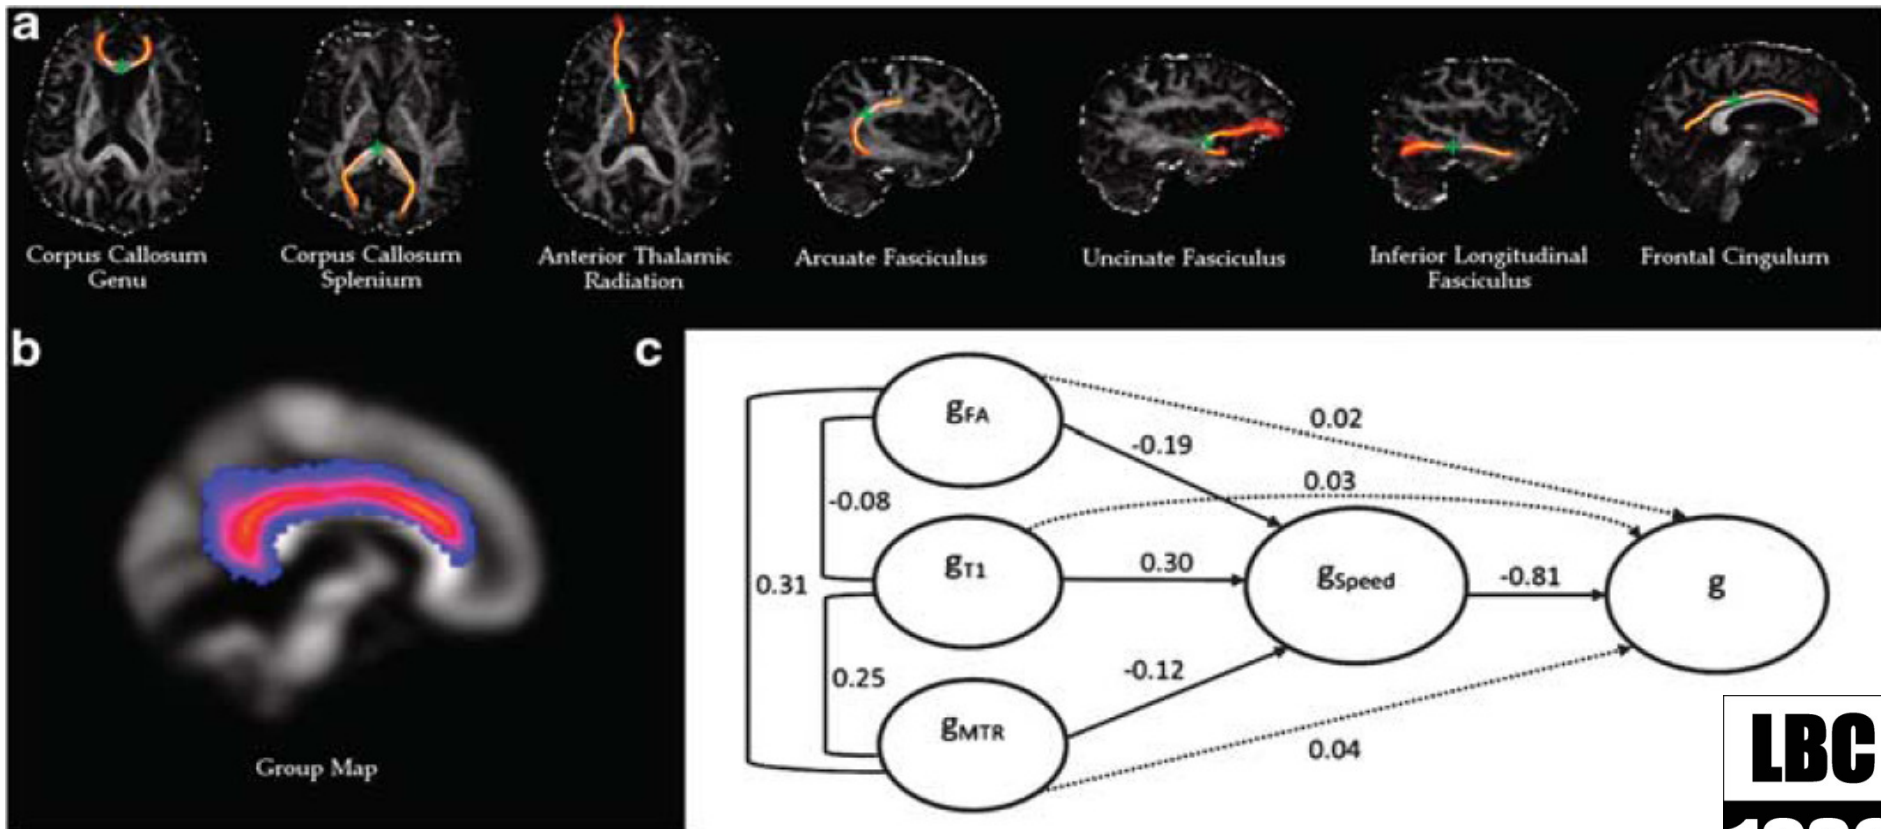 a
Corpus Callosum
Genu
Corpus Callosum
Splenium
Anterior Thalamic
Radiation
Arcuate Fasciculus
Uncinate Fasciculus
Inferior Longitudinal
Fasciculus
Frontal Cingulum
b
Group Map
c
gFA
0.02
-0.19
0.03
-0.08
gT1
0.30
gSpeed
-0.81
g
0.31
0.25
-0.12
gMTR
0.04
LBC